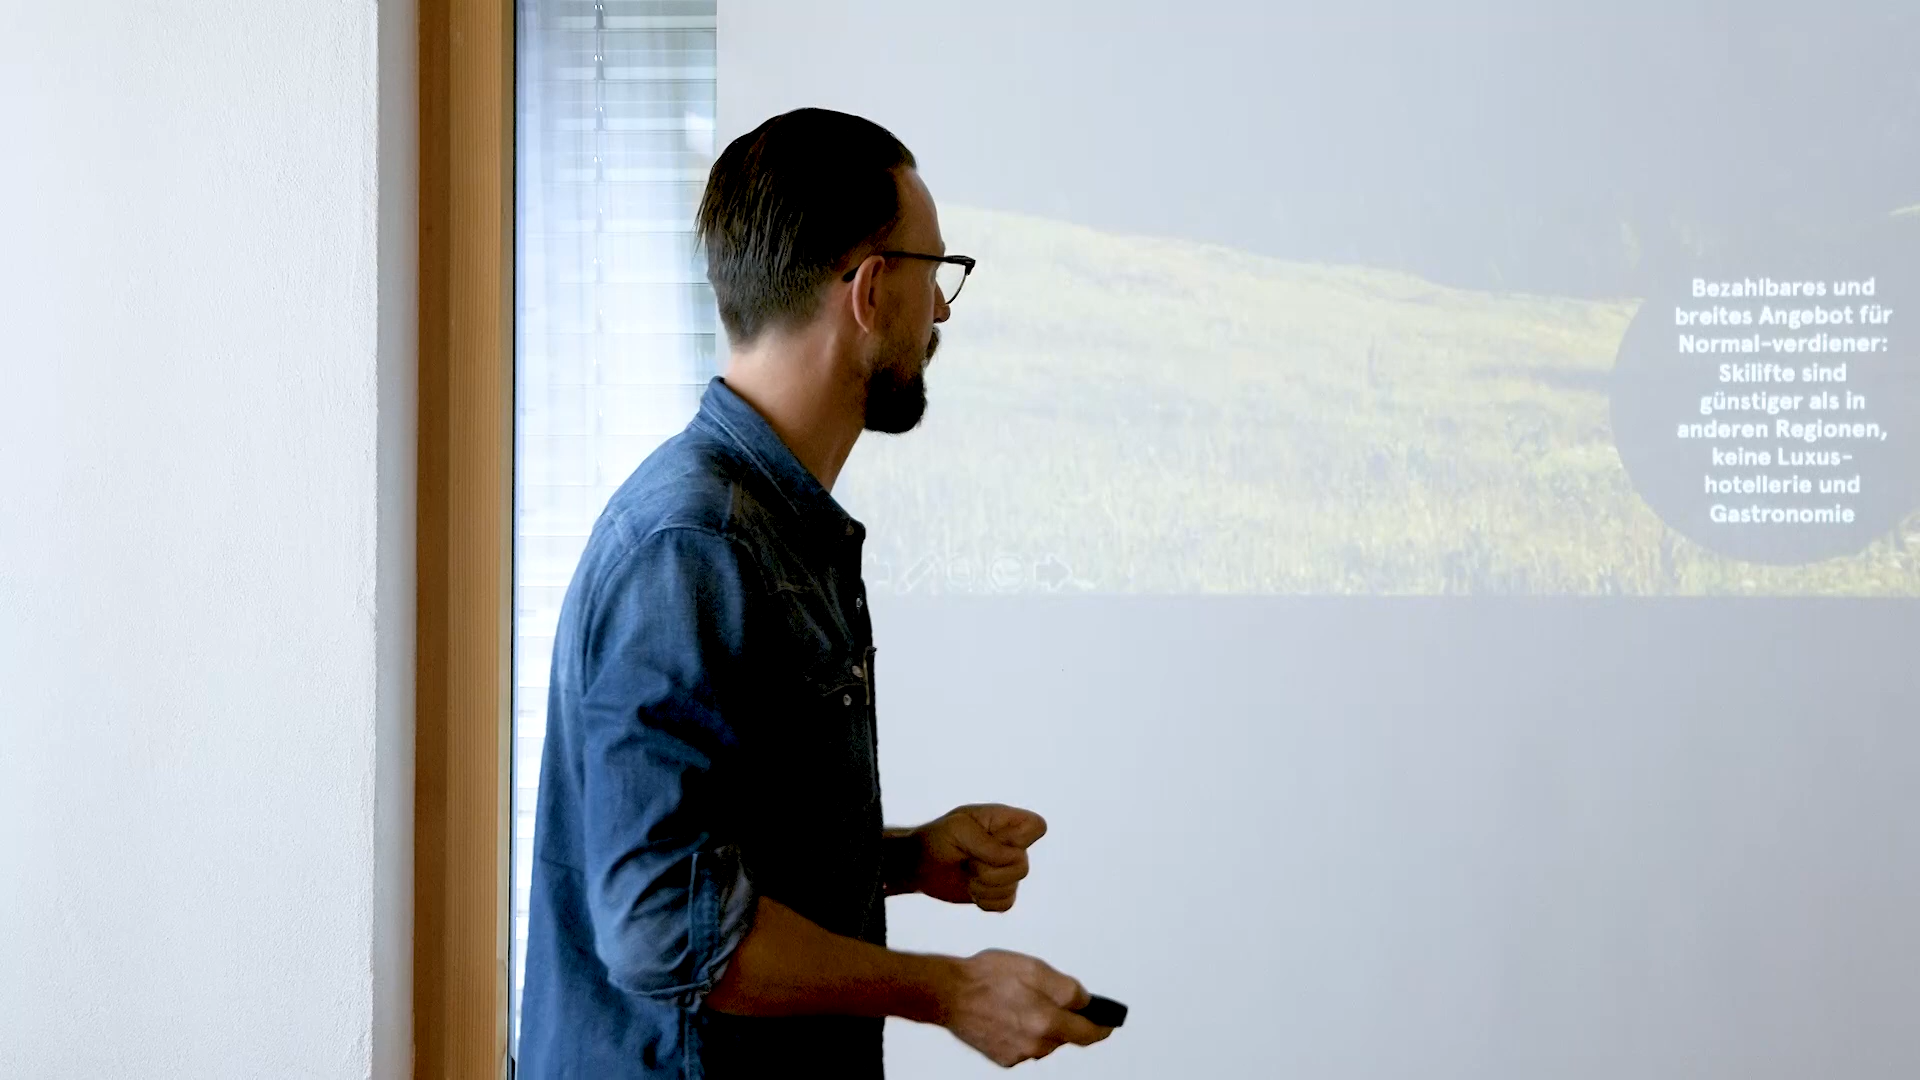 Bezahlbares und
breites Angebot für
Normal-verdiener:
Skilifte sind
günstiger als in
anderen Regionen,
keine Luxus-
hotellerie und
Gastronomie